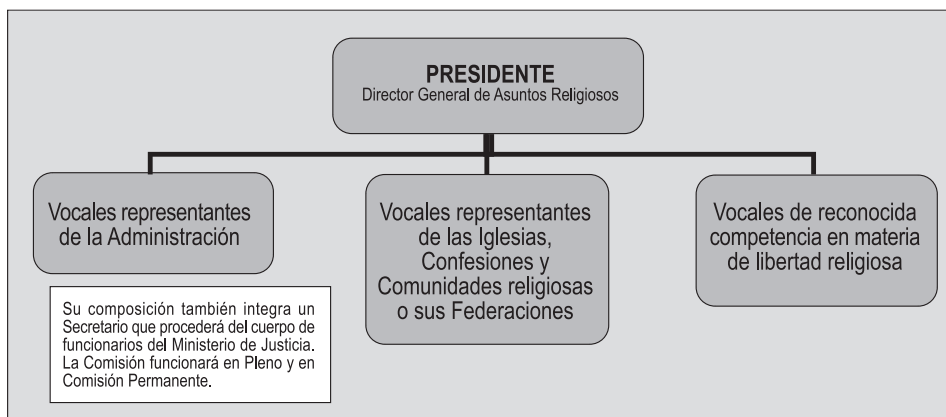 PRESIDENTE
Director General de Asuntos Religiosos
Vocales representantes
de la Administración
Vocales representantes
de las Iglesias,
Confesiones y
Comunidades religiosas
o sus Federaciones
Vocales de reconocida
competencia en materia
de libertad religiosa
Su composición también integra un
Secretario que procederá del cuerpo de
funcionarios del Ministerio de Justicia.
La Comisión funcionará en Pleno y en
Comisión Permanente.